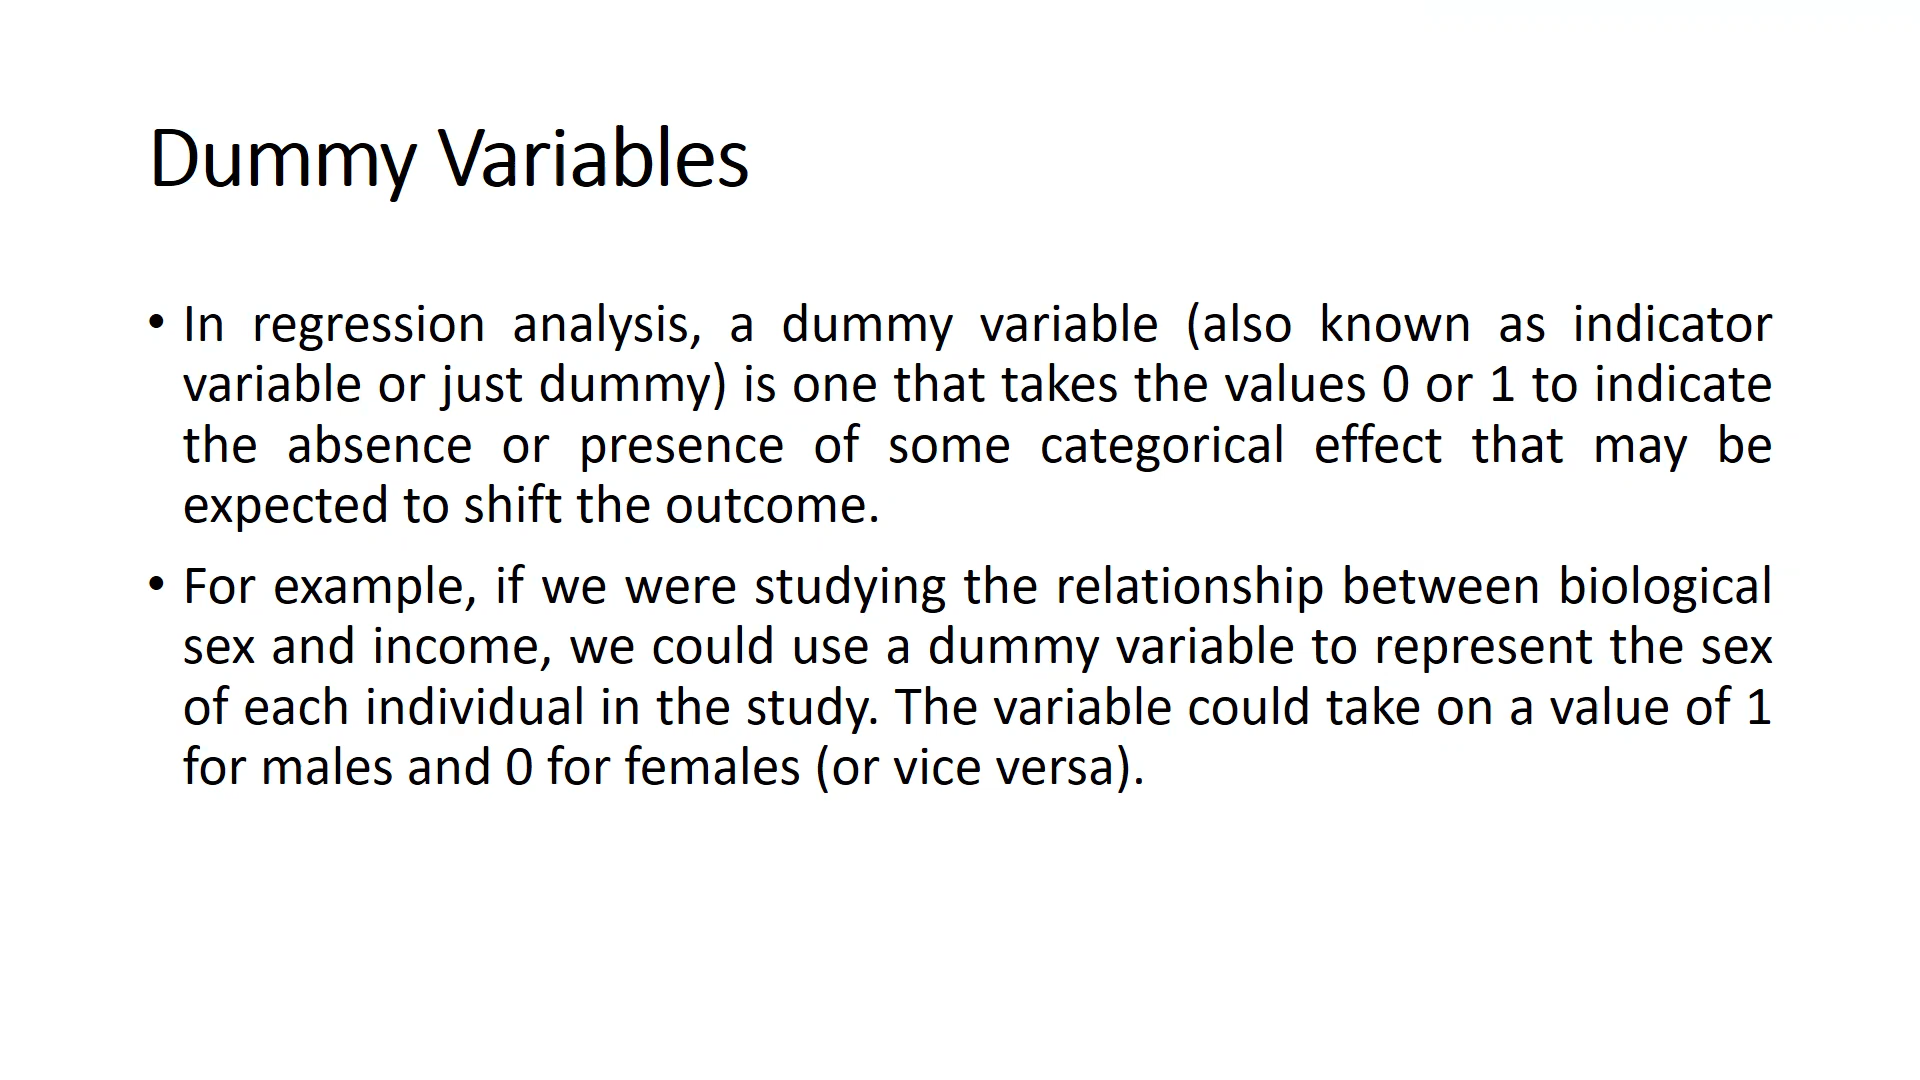 Dummy Variables
• In regression analysis, a dummy variable (also known as indicator
variable or just dummy) is one that takes the values 0 or 1 to indicate
the absence or presence of some categorical effect that may be
expected to shift the outcome.
• For example, if we were studying the relationship between biological
sex and income, we could use a dummy variable to represent the sex
of each individual in the study. The variable could take on a value of 1
for males and 0 for females (or vice versa).